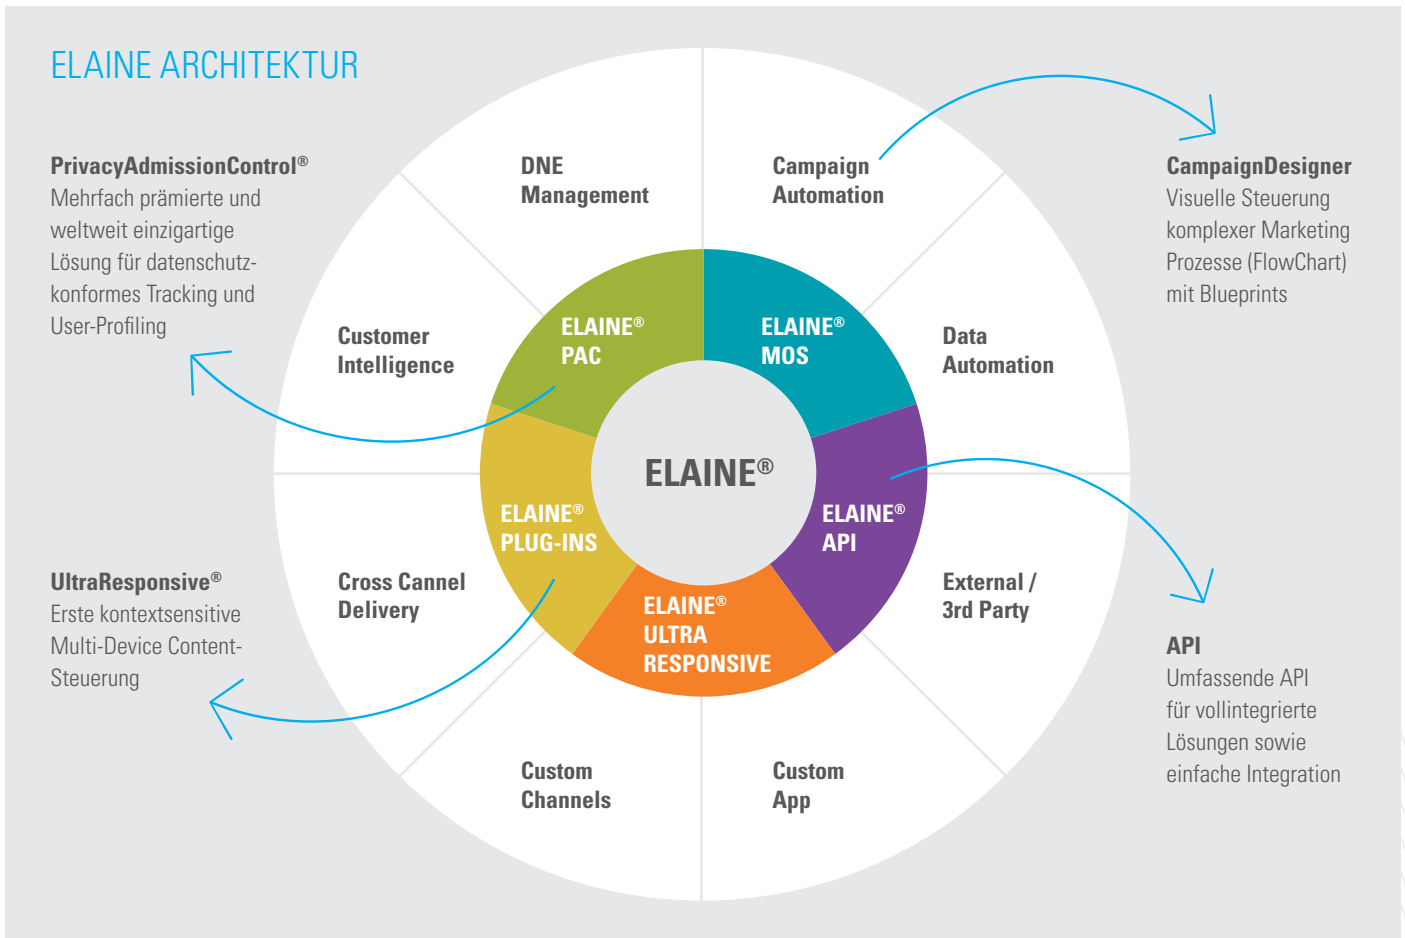 ELAINE ARCHITEKTUR
PrivacyAdmissionControl®
Mehrfach prämierte und
weltweit einzigartige
Lösung für datenschutz-
konformes Tracking und
User-Profiling
UltraResponsive®
Erste kontextsensitive
Multi-Device Content-
Steuerung
DNE
Management
Campaign
Automation
Customer
Intelligence
Data
Automation
Cross Cannel
Delivery
External /
3rd Party
Custom
Channels
Custom
App
ELAINE®
PAC
ELAINE®
MOS
ELAINE®
PLUG-INS
ELAINE®
API
ELAINE®
ULTRA
RESPONSIVE
ELAINE®
CampaignDesigner
Visuelle Steuerung
komplexer Marketing
Prozesse (FlowChart)
mit Blueprints
API
Umfassende API
für vollintegrierte
Lösungen sowie
einfache Integration